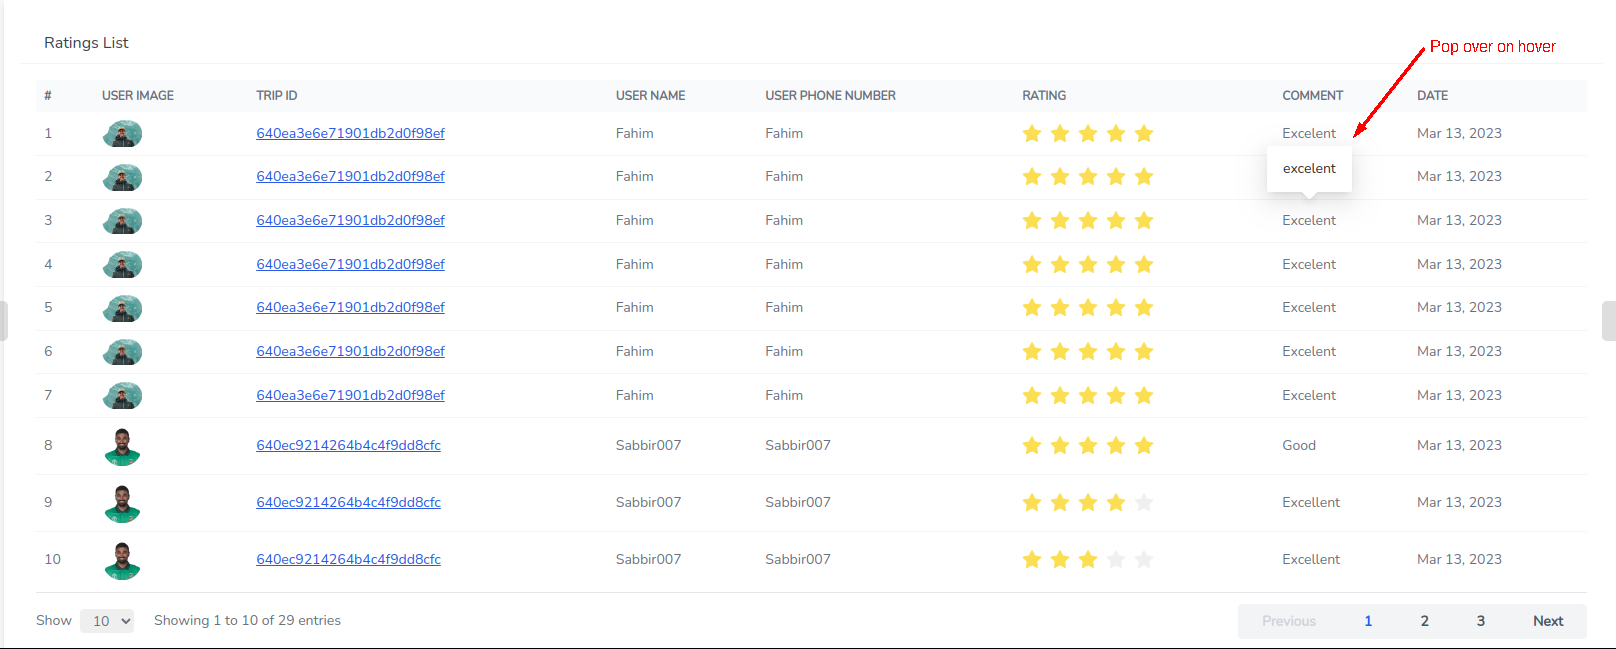 Ratings List
Pop over on hover
# USER IMAGE TRIP ID USER NAME USER PHONE NUMBER RATING COMMENT DATE
1 640ea3e6e71901db2d0f98ef Fahim Fahim Excelent Mar 13, 2023
excelent
2 640ea3e6e71901db2d0f98ef Fahim Fahim Mar 13, 2023
3 640ea3e6e71901db2d0f98ef Fahim Fahim Excelent Mar 13, 2023
4 640ea3e6e71901db2d0f98ef Fahim Fahim Excelent Mar 13, 2023
5 640ea3e6e71901db2d0f98ef Fahim Fahim Excelent Mar 13, 2023
6 640ea3e6e71901db2d0f98ef Fahim Fahim Excelent Mar 13, 2023
7 640ea3e6e71901db2d0f98ef Fahim Fahim Excelent Mar 13, 2023
8 640ec9214264b4c4f9dd8cfc Sabbir007 Sabbir007 Good Mar 13, 2023
9 640ec9214264b4c4f9dd8cfc Sabbir007 Sabbir007 Excellent Mar 13, 2023
10 640ec9214264b4c4f9dd8cfc Sabbir007 Sabbir007 Excellent Mar 13, 2023
Show 10 Showing 1 to 10 of 29 entries Previous 1 2 3 Next